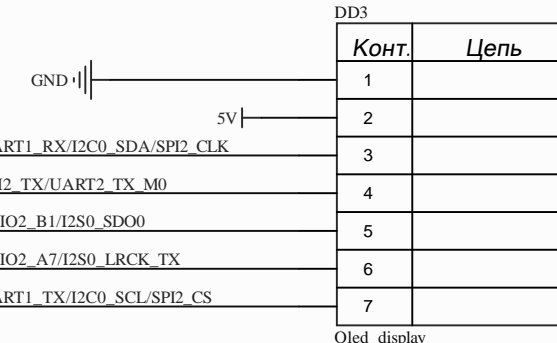 DD3
Конт. Цепь
GND 1
5V 2
ART1_RX/I2C0_SDA/SPI2_CLK 3
I2_TX/UART2_TX_M0 4
IO2_B1/I2S0_SDO0 5
IO2_A7/I2S0_LRCK_TX 6
ART1_TX/I2C0_SCL/SPI2_CS 7
Oled_display